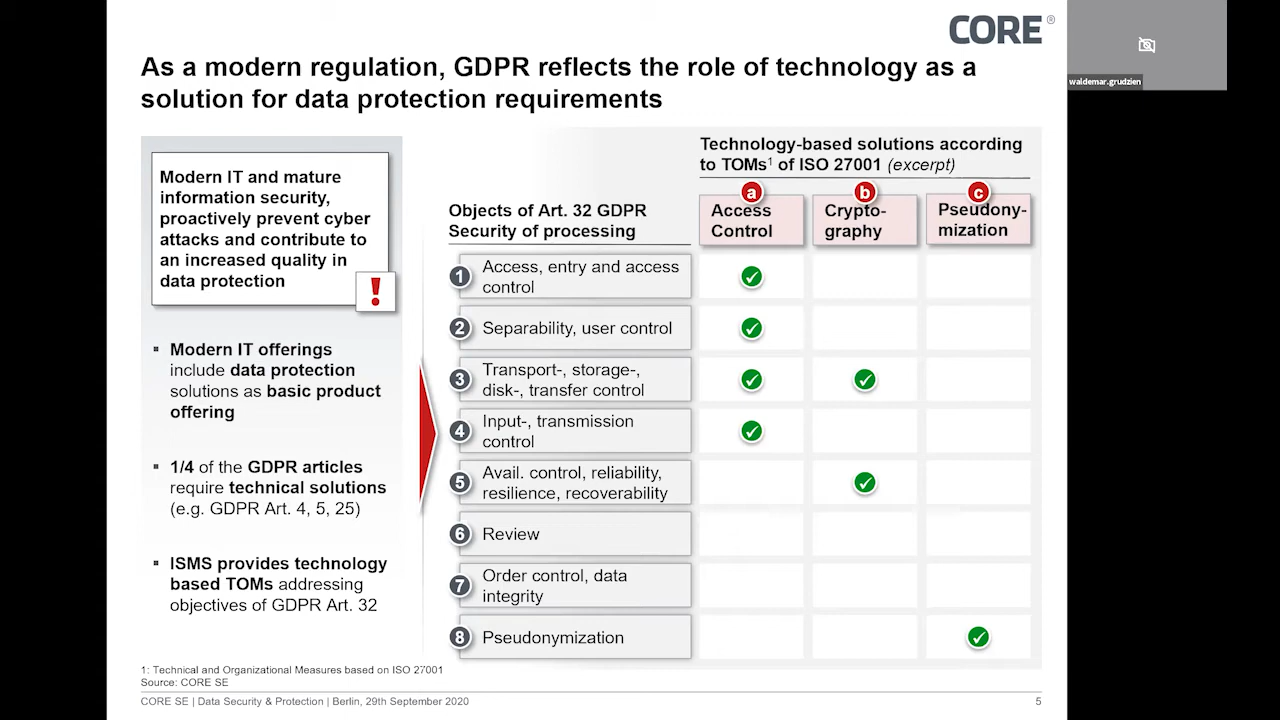 CORE®
waldemar.grudzien
As a modern regulation, GDPR reflects the role of technology as a
solution for data protection requirements
Modern IT and mature
information security,
proactively prevent cyber
attacks and contribute to
an increased quality in
data protection
!
▪ Modern IT offerings
include data protection
solutions as basic product
offering
▪ 1/4 of the GDPR articles
require technical solutions
(e.g. GDPR Art. 4, 5, 25)
▪ ISMS provides technology
based TOMs addressing
objectives of GDPR Art. 32
Technology-based solutions according
to TOMs¹ of ISO 27001 (excerpt)
Objects of Art. 32 GDPR
Security of processing
a
Access
Control
b
Crypto-
graphy
c
Pseudony-
mization
1 Access, entry and access
control
2 Separability, user control
3 Transport-, storage-,
disk-, transfer control
4 Input-, transmission
control
5 Avail. control, reliability,
resilience, recoverability
6 Review
7 Order control, data
integrity
8 Pseudonymization
1: Technical and Organizational Measures based on ISO 27001
Source: CORE SE
CORE SE | Data Security & Protection | Berlin, 29th September 2020
5